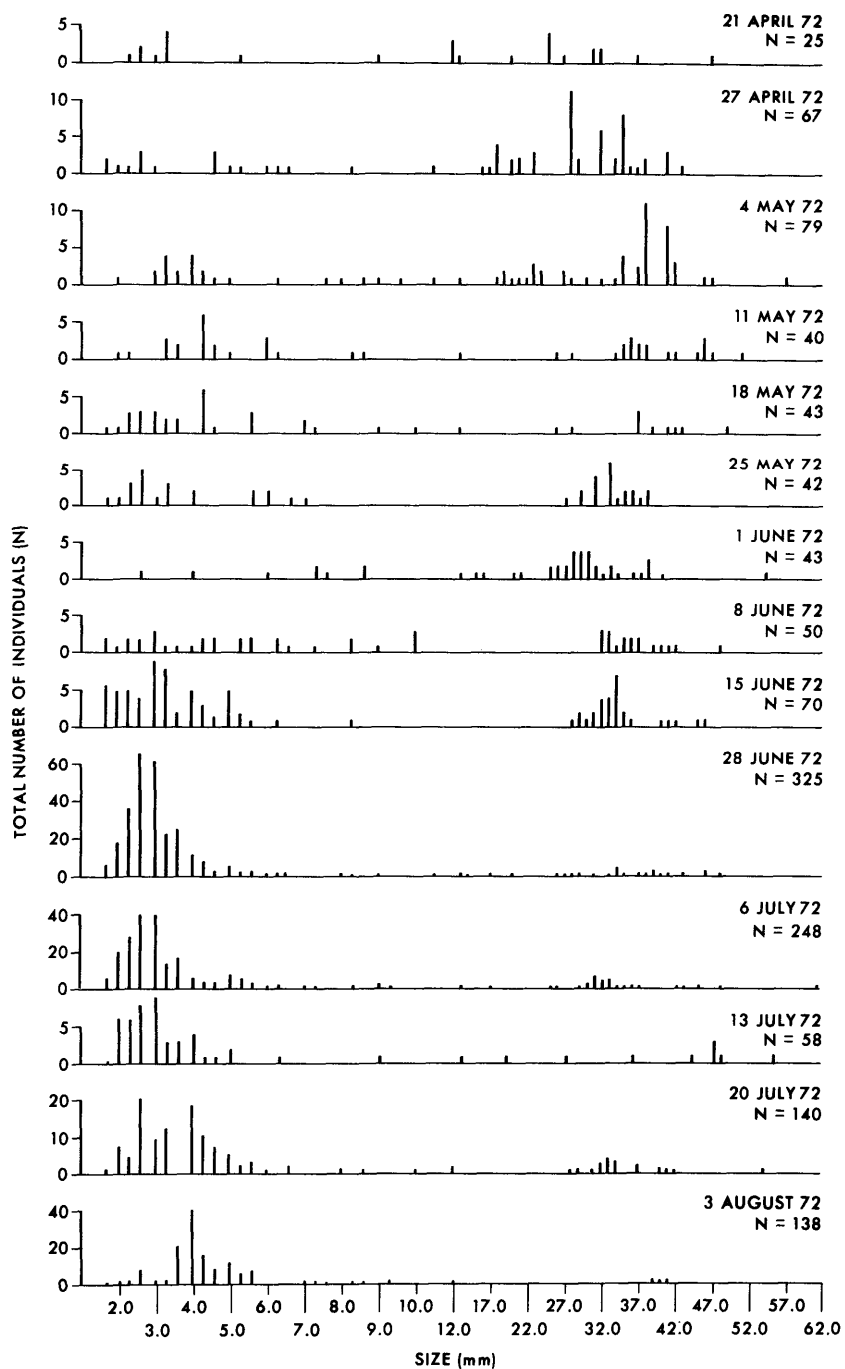 5
0
21 APRIL 72
N = 25
10
5
0
27 APRIL 72
N = 67
10
5
0
4 MAY 72
N = 79
5
0
11 MAY 72
N = 40
5
0
18 MAY 72
N = 43
5
0
25 MAY 72
N = 42
5
0
1 JUNE 72
N = 43
5
0
8 JUNE 72
N = 50
5
0
15 JUNE 72
N = 70
60
40
20
0
28 JUNE 72
N = 325
40
20
0
6 JULY 72
N = 248
5
0
13 JULY 72
N = 58
20
10
0
20 JULY 72
N = 140
40
20
0
3 AUGUST 72
N = 138
TOTAL NUMBER OF INDIVIDUALS (N)
2.0 4.0 6.0 8.0 10.0 17.0 27.0 37.0 47.0 57.0
3.0 5.0 7.0 9.0 12.0 22.0 32.0 42.0 52.0 62.0
SIZE (mm)